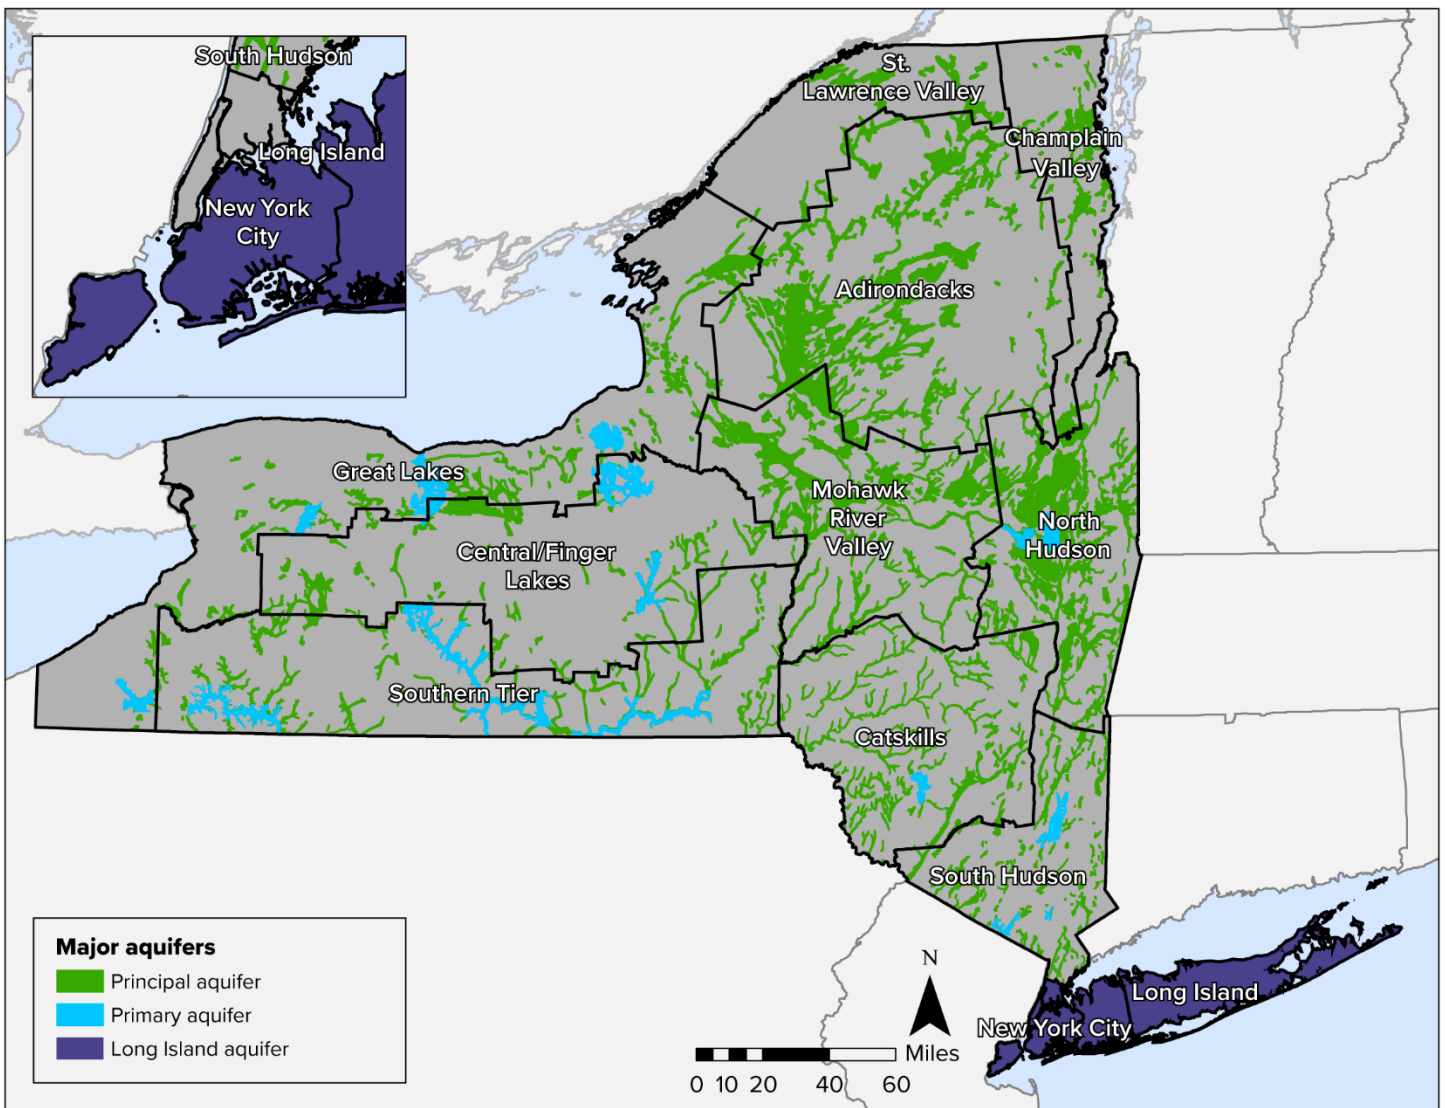 South Hudson
Long Island
New York
City
St.
Lawrence Valley
Champlain
Valley
Adirondacks
Great Lakes
Mohawk
River
Valley
North
Hudson
Central/Finger
Lakes
Southern Tier
Catskills
South Hudson
Long Island
New York City
Major aquifers
Principal aquifer
Primary aquifer
Long Island aquifer
N
Miles
0 10 20 40 60